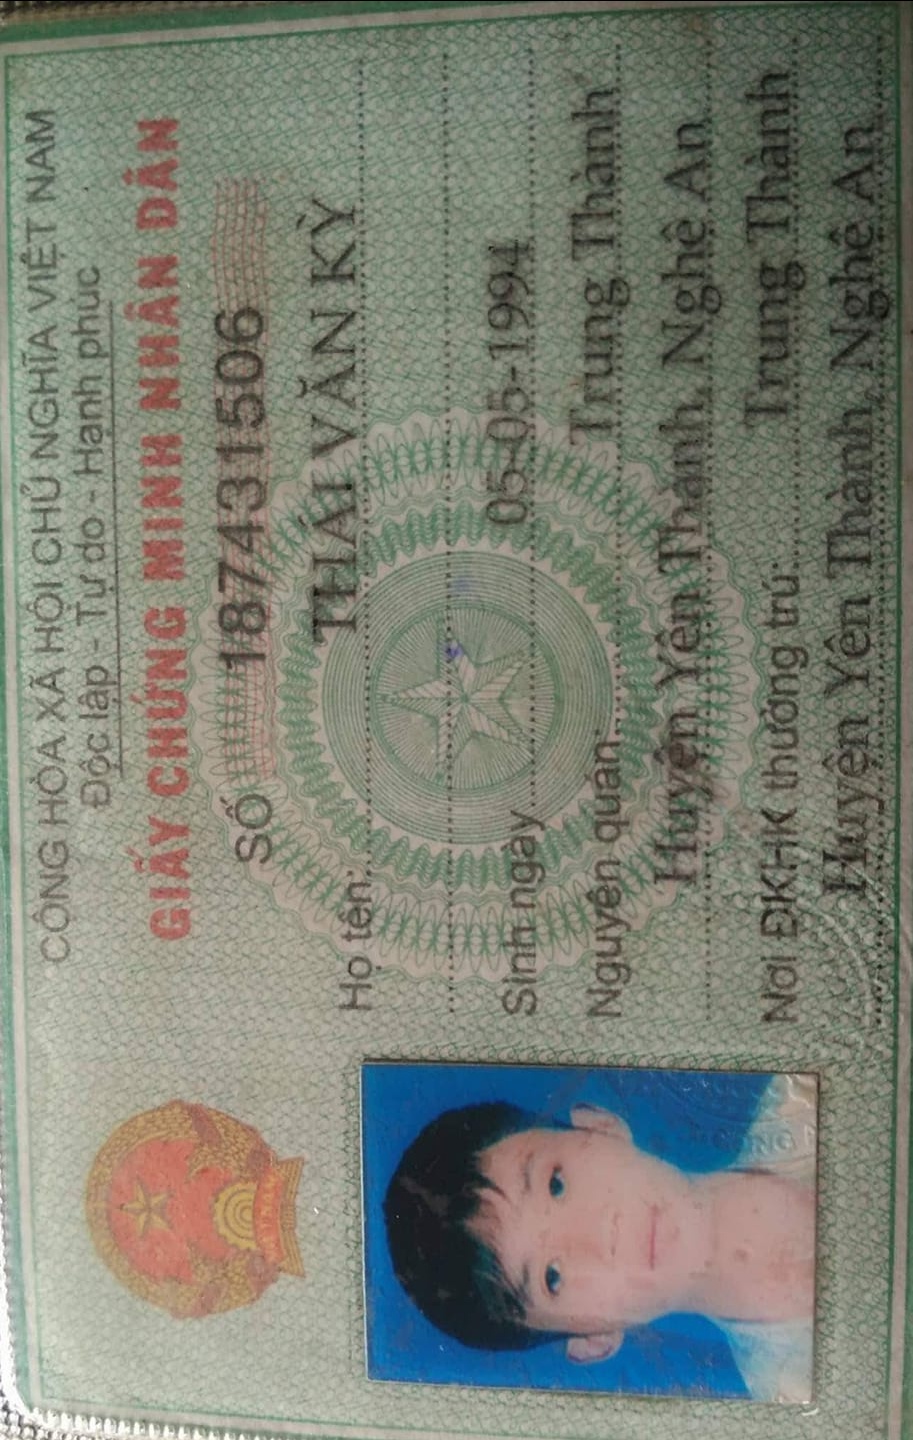 CỘNG HÒA XÃ HỘI CHỦ NGHĨA VIỆT NAM
Độc lập - Tự do - Hạnh phúc
GIẤY CHỨNG MINH NHÂN DÂN
SỐ 187431506
Họ tên: THÁI VĂN KỲ
Sinh ngày 05-05-1994
Nguyên quán Trung Thành
Huyện Yên Thành, Nghệ An
Nơi ĐKHK thường trú: Trung Thành
Huyện Yên Thành, Nghệ An